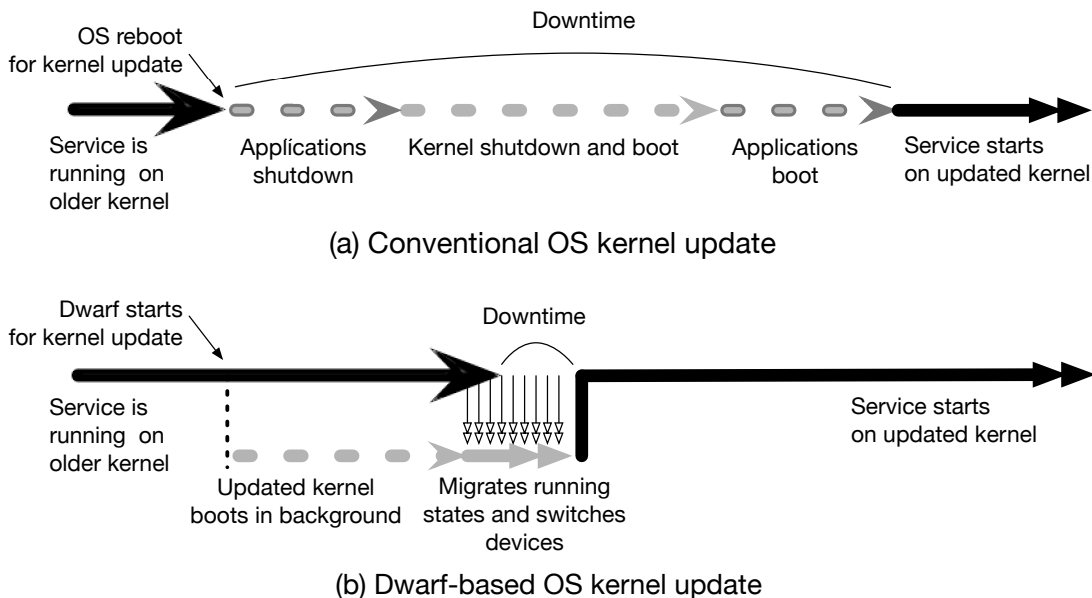 Downtime
OS reboot
for kernel update
Service is
running on
older kernel
Applications
shutdown
Kernel shutdown and boot
Applications
boot
Service starts
on updated kernel
(a) Conventional OS kernel update
Dwarf starts
for kernel update
Downtime
Service is
running on
older kernel
Service starts
on updated kernel
Updated kernel
boots in background
Migrates running
states and switches
devices
(b) Dwarf-based OS kernel update